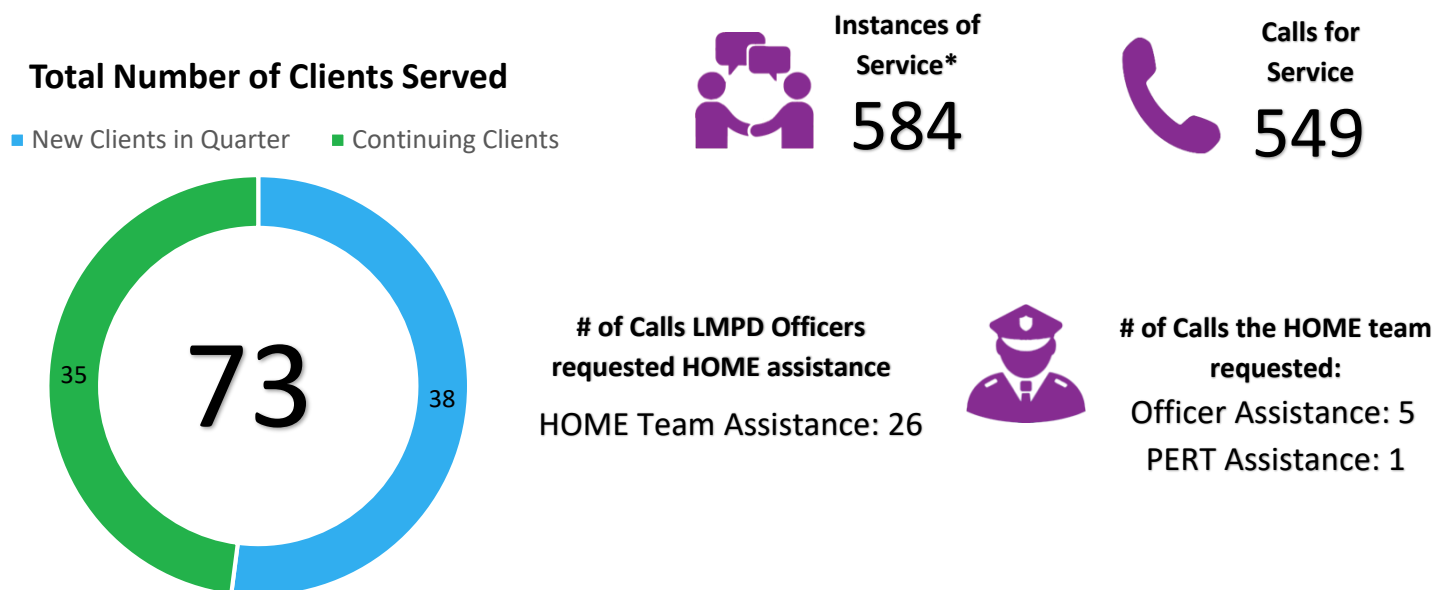 Total Number of Clients Served
New Clients in Quarter
Continuing Clients
35
73
38
Instances of
Service*
584
Calls for
Service
549
# of Calls LMPD Officers
requested HOME assistance
HOME Team Assistance: 26
# of Calls the HOME team
requested:
Officer Assistance: 5
PERT Assistance: 1